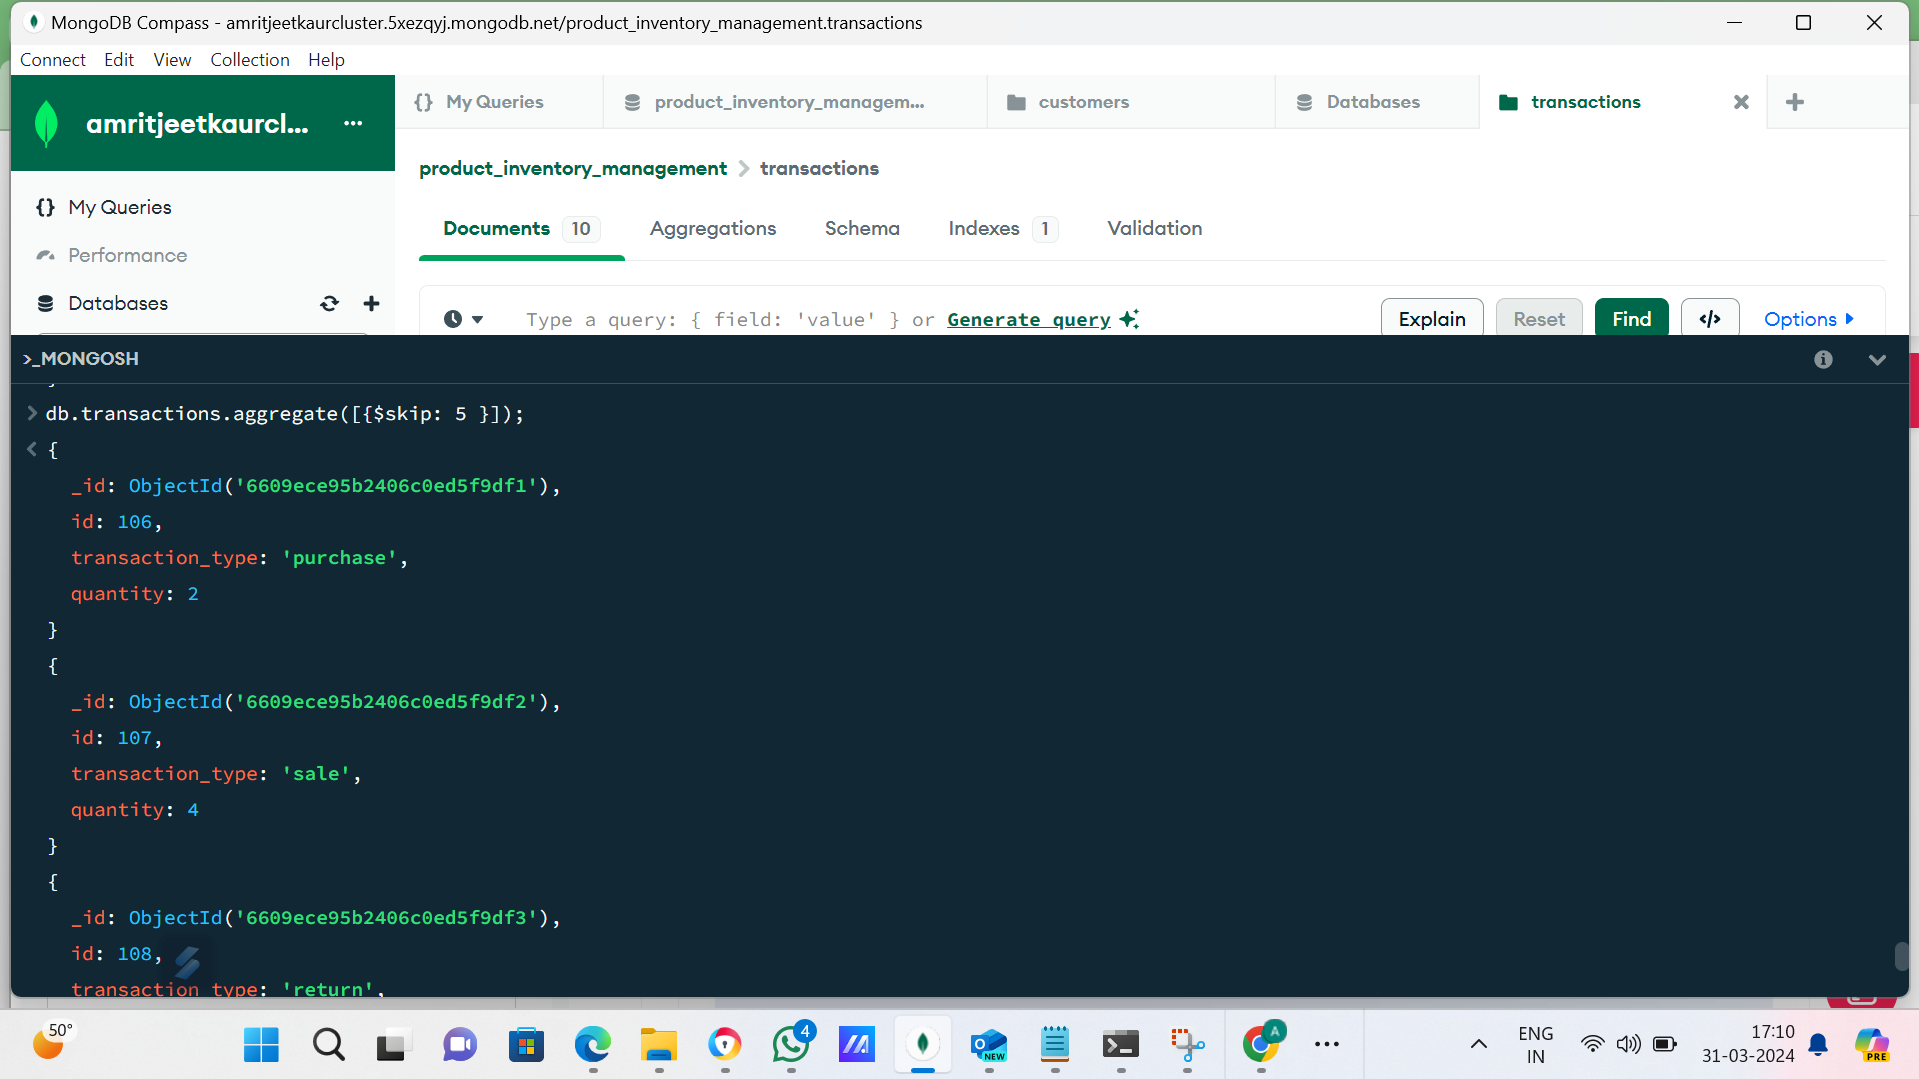 MongoDB Compass - amritjeetkaurcluster.5xezqyj.mongodb.net/product_inventory_management.transactions
Connect Edit View Collection Help
amritjeetkaurcl... ...
My Queries
product_inventory_managem...
customers
Databases
transactions
product_inventory_management > transactions
My Queries
Performance
Databases
Documents 10 Aggregations Schema Indexes 1 Validation
Type a query: { field: 'value' } or Generate query
Explain Reset Find </> Options
>_MONGOSH
> db.transactions.aggregate([{$skip: 5 }]);
< {
_id: ObjectId('6609ece95b2406c0ed5f9df1'),
id: 106,
transaction_type: 'purchase',
quantity: 2
}
{
_id: ObjectId('6609ece95b2406c0ed5f9df2'),
id: 107,
transaction_type: 'sale',
quantity: 4
}
{
_id: ObjectId('6609ece95b2406c0ed5f9df3'),
id: 108,
transaction_type: 'return',
50°
4
NEW
A
ENG
IN
17:10
31-03-2024
PRE